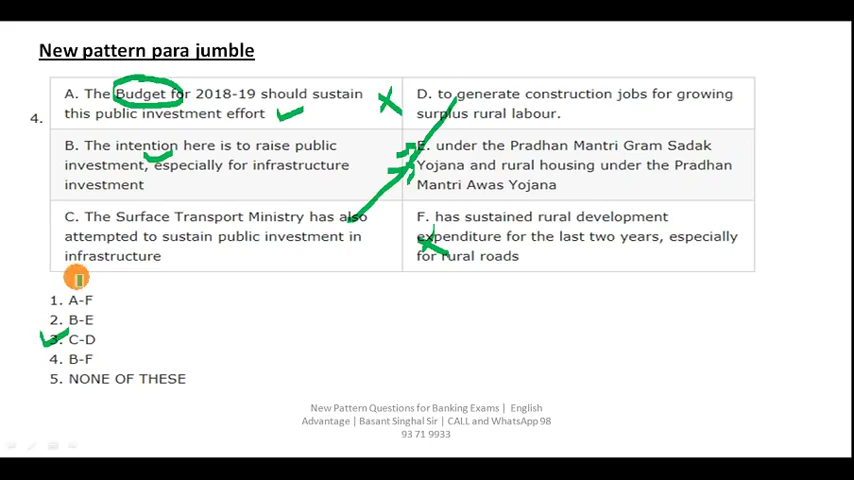 New pattern para jumble
4.
A. The Budget for 2018-19 should sustain
this public investment effort
D. to generate construction jobs for growing
surplus rural labour.
B. The intention here is to raise public
investment, especially for infrastructure
investment
E. under the Pradhan Mantri Gram Sadak
Yojana and rural housing under the Pradhan
Mantri Awas Yojana
C. The Surface Transport Ministry has also
attempted to sustain public investment in
infrastructure
F. has sustained rural development
expenditure for the last two years, especially
for rural roads
1. A-F
2. B-E
3. C-D
4. B-F
5. NONE OF THESE
New Pattern Questions for Banking Exams | English
Advantage | Basant Singhal Sir | CALL and WhatsApp 98
93 71 9933